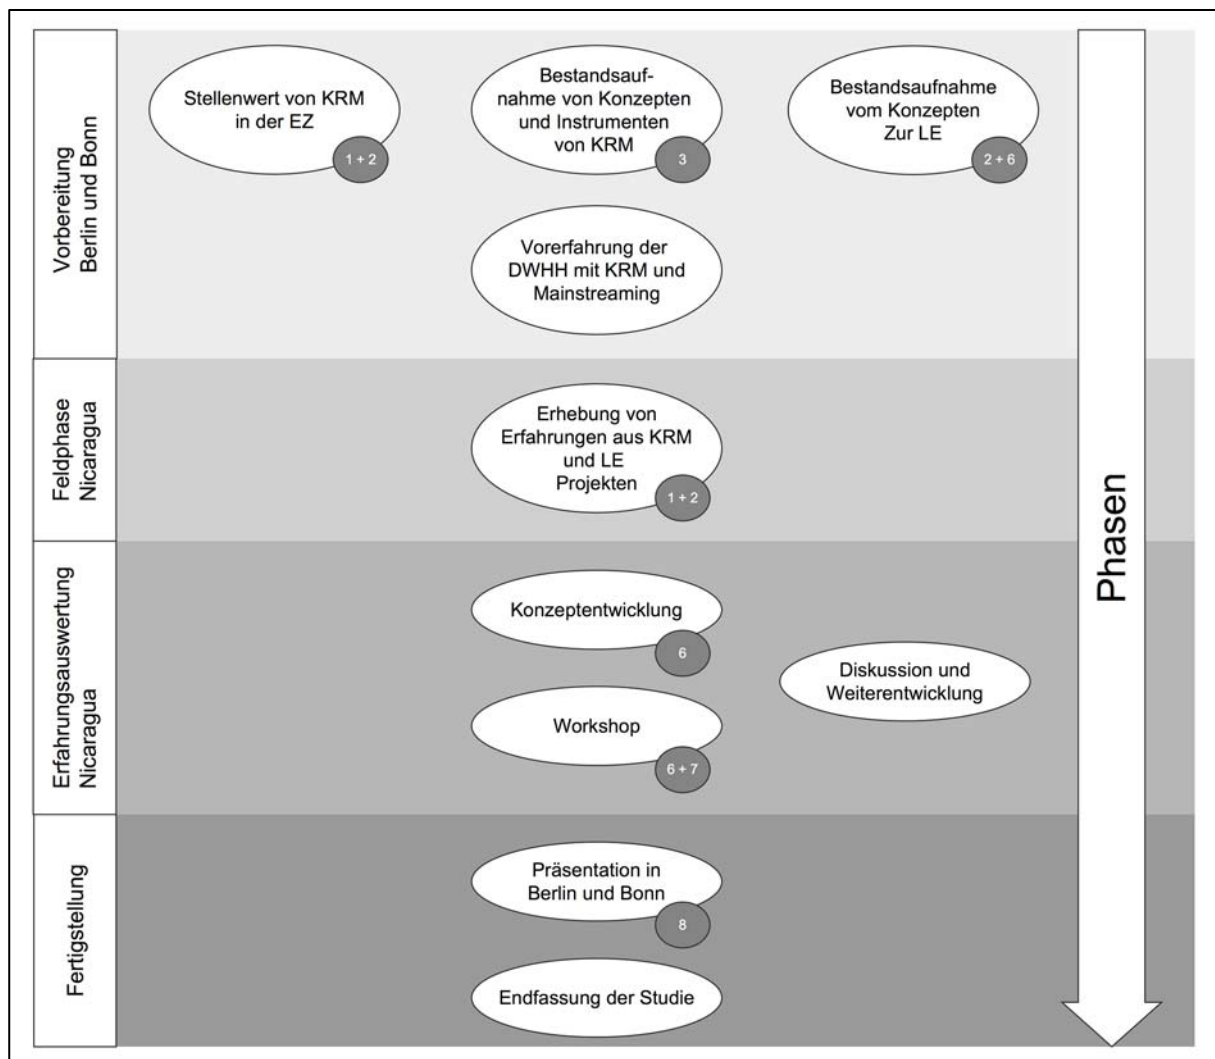 Vorbereitung
Berlin und Bonn
Stellenwert von KRM
in der EZ
1 + 2
Bestandsauf-
nahme von Konzepten
und Instrumenten
von KRM
3
Bestandsaufnahme
vom Konzepten
Zur LE
2 + 6
Vorerfahrung der
DWHH mit KRM und
Mainstreaming
Feldphase
Nicaragua
Erhebung von
Erfahrungen aus KRM
und LE
Projekten
1 + 2
Erfahrungsauswertung
Nicaragua
Konzeptentwicklung
6
Workshop
6 + 7
Diskussion und
Weiterentwicklung
Fertigstellung
Präsentation in
Berlin und Bonn
8
Endfassung der Studie
Phasen